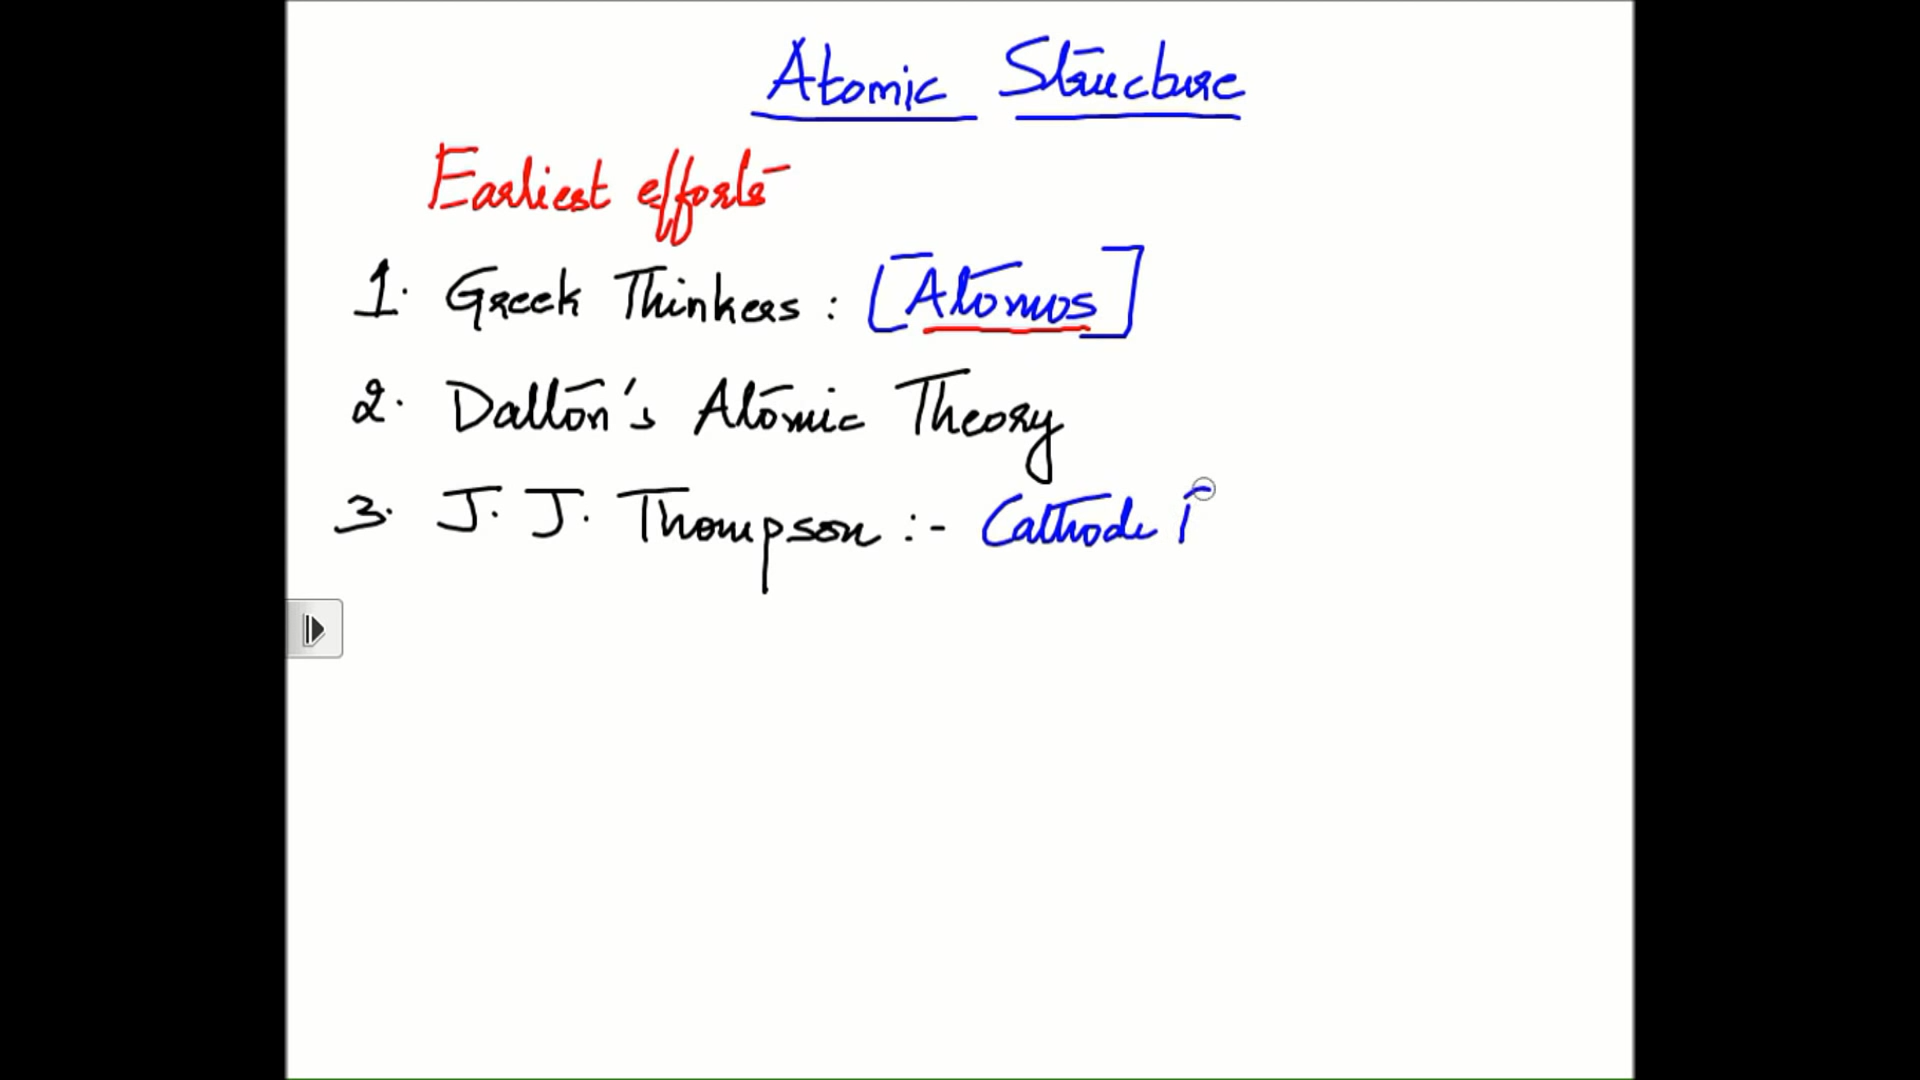 Atomic Structure
Earliest efforts
1. Greek Thinkers : [Atomos]
2. Dalton's Atomic Theory
3. J. J. Thompson :- Cathode r